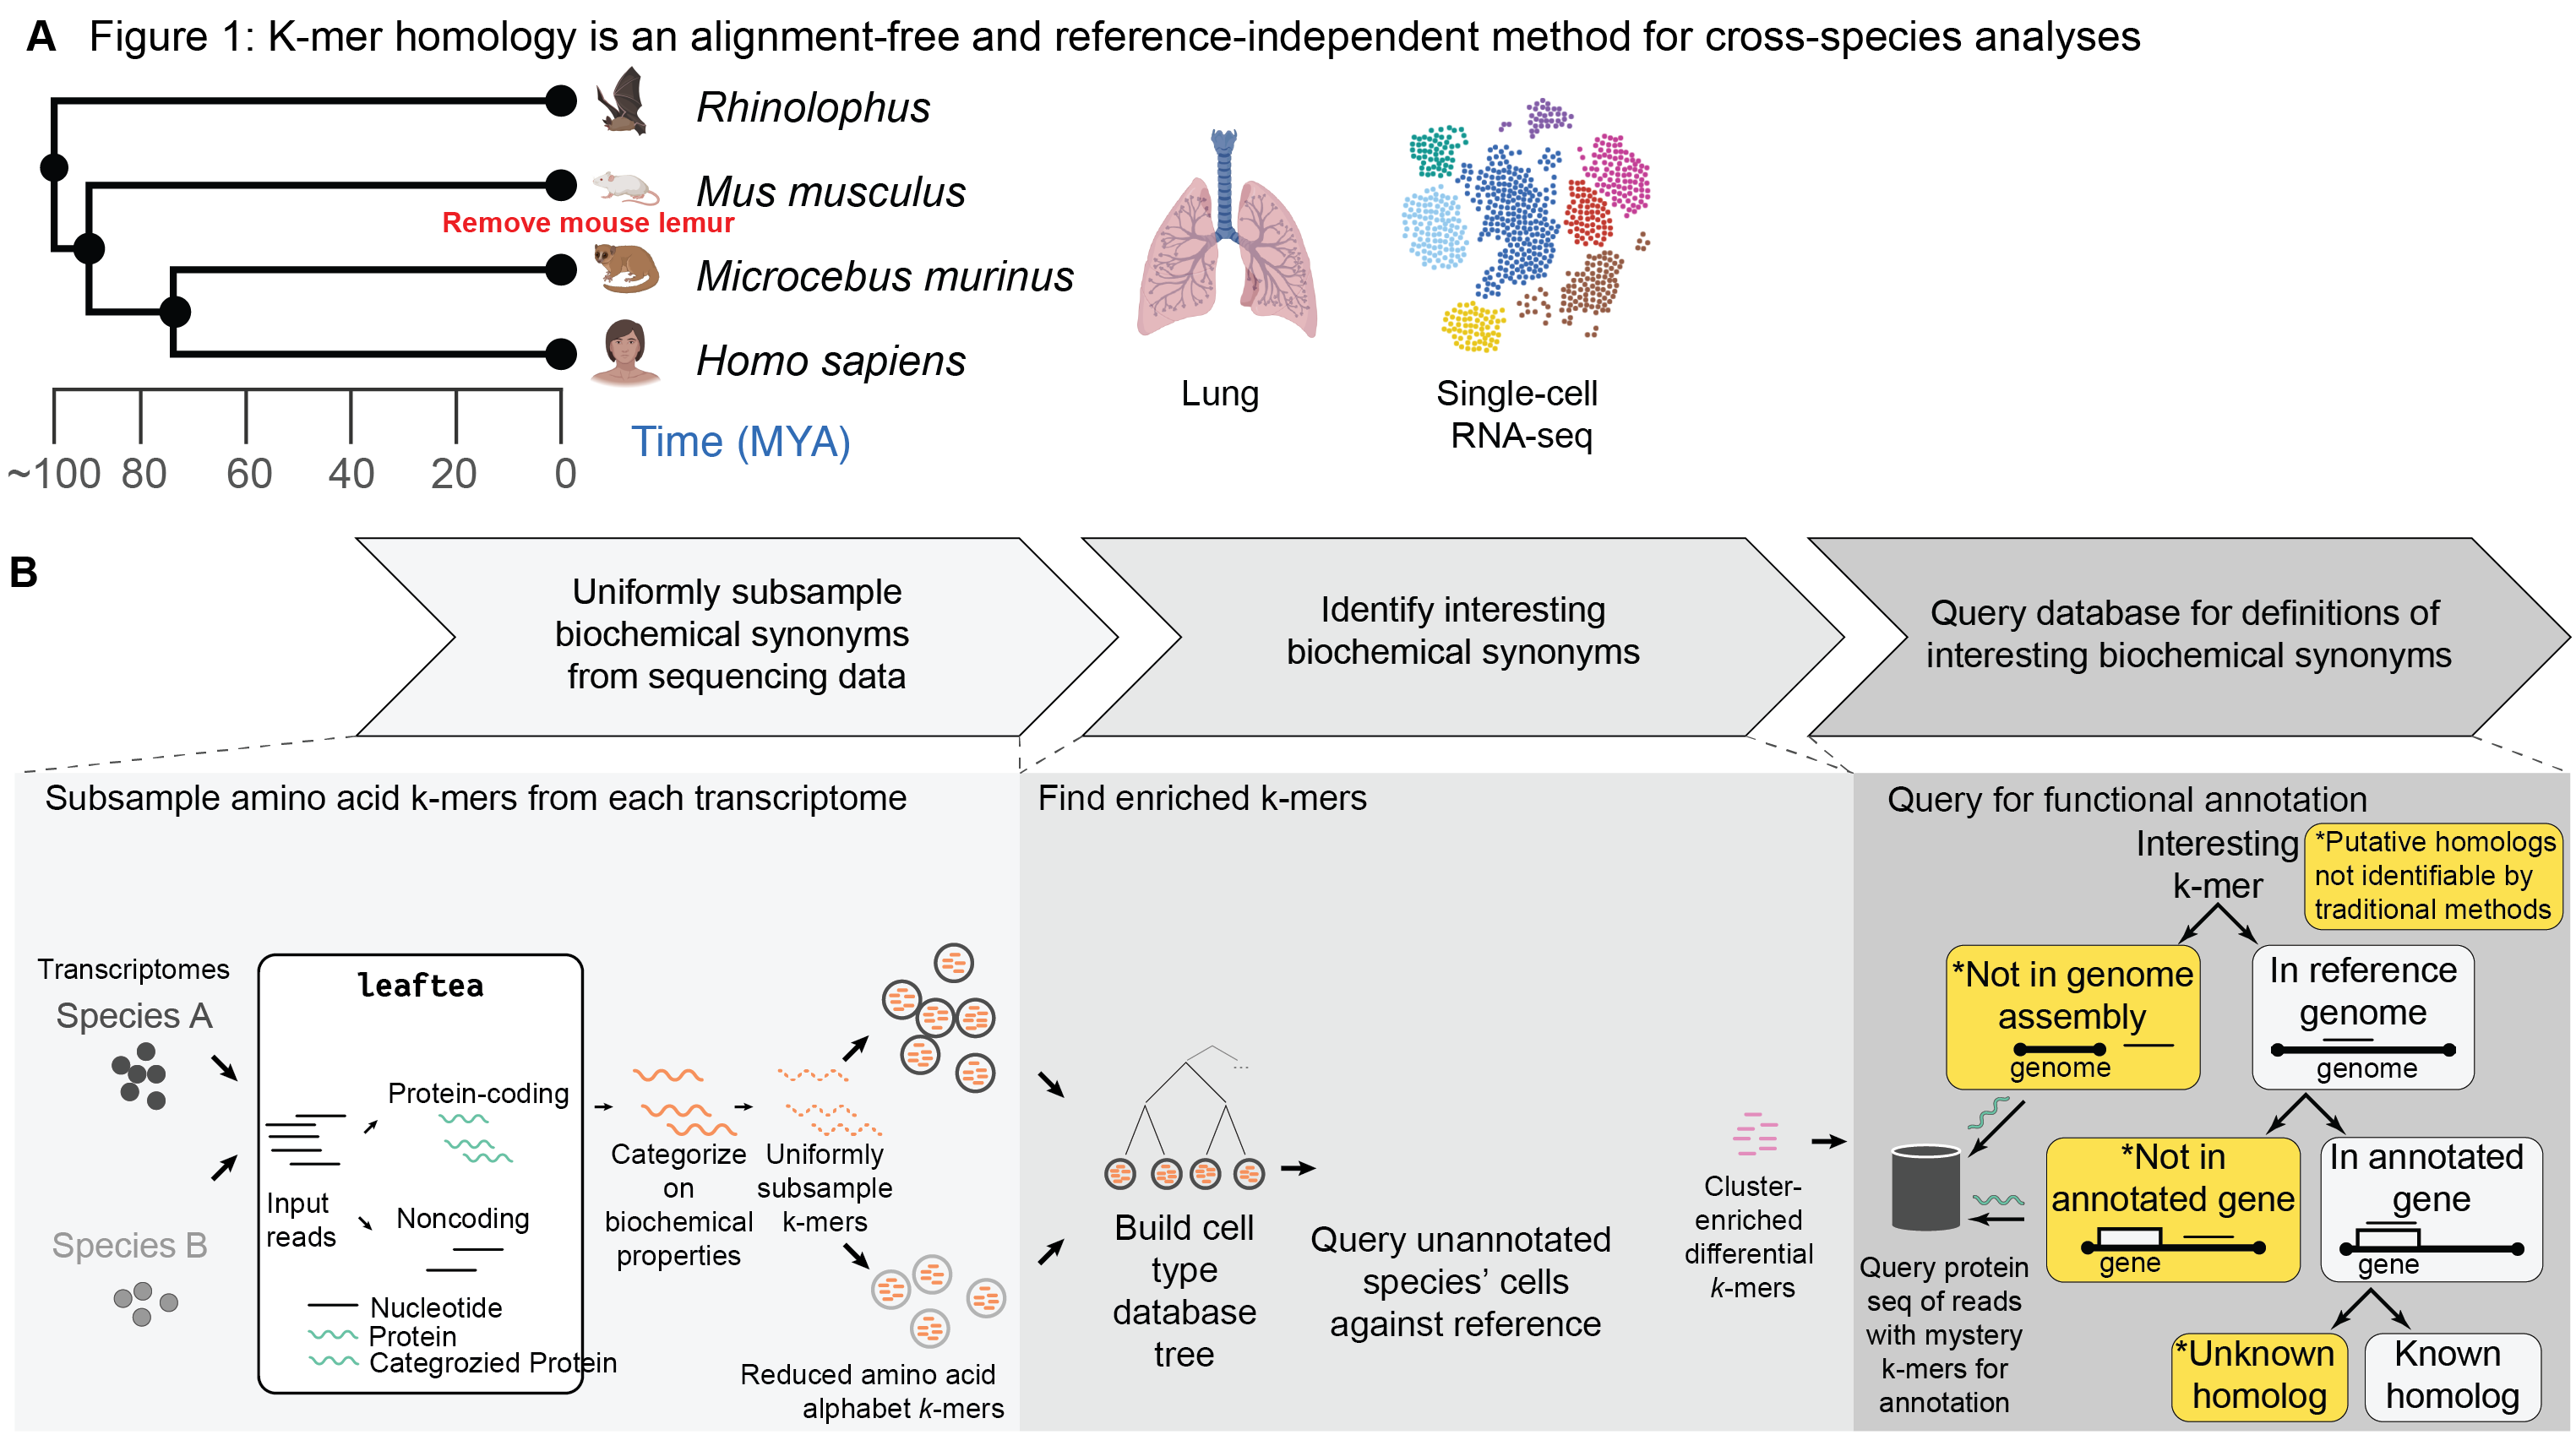 A Figure 1: K-mer homology is an alignment-free and reference-independent method for cross-species analyses
Rhinolophus
Mus musculus
Remove mouse lemur
Microcebus murinus
Homo sapiens
Time (MYA)
~100 80 60 40 20 0
Lung
Single-cell
RNA-seq
B
Uniformly subsample
biochemical synonyms
from sequencing data
Identify interesting
biochemical synonyms
Query database for definitions of
interesting biochemical synonyms
Subsample amino acid k-mers from each transcriptome
Transcriptomes
Species A
Species B
leaftea
Input
reads
Protein-coding
Noncoding
Nucleotide
Protein
Categrozied Protein
Categorize
on
biochemical
properties
Uniformly
subsample
k-mers
Reduced amino acid
alphabet k-mers
Find enriched k-mers
...
Build cell
type
database
tree
Query unannotated
species’ cells
against reference
Cluster-
enriched
differential
k-mers
Query for functional annotation
Interesting
k-mer
*Putative homologs
not identifiable by
traditional methods
*Not in genome
assembly
genome
In reference
genome
genome
*Not in
annotated gene
gene
In annotated
gene
gene
Query protein
seq of reads
with mystery
k-mers for
annotation
*Unknown
homolog
Known
homolog